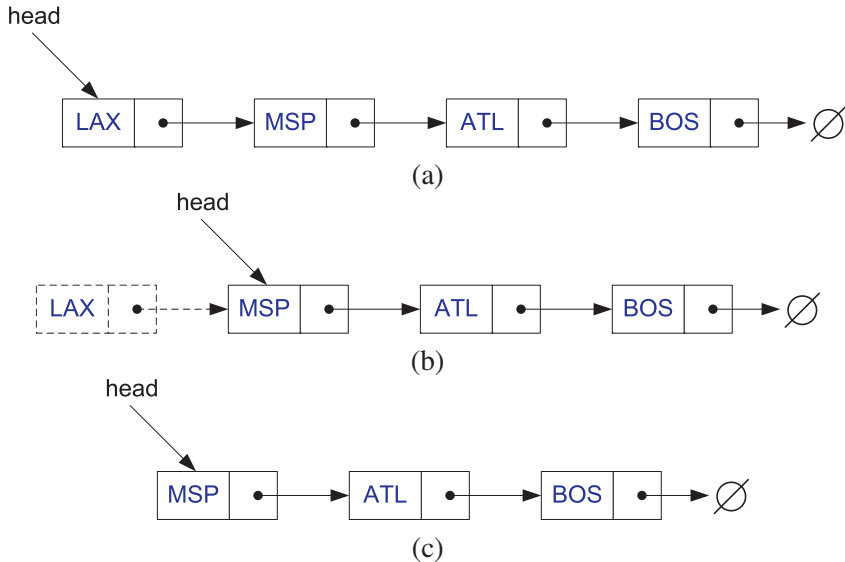 head
LAX MSP ATL BOS ∅
(a)
head
LAX MSP ATL BOS ∅
(b)
head
MSP ATL BOS ∅
(c)